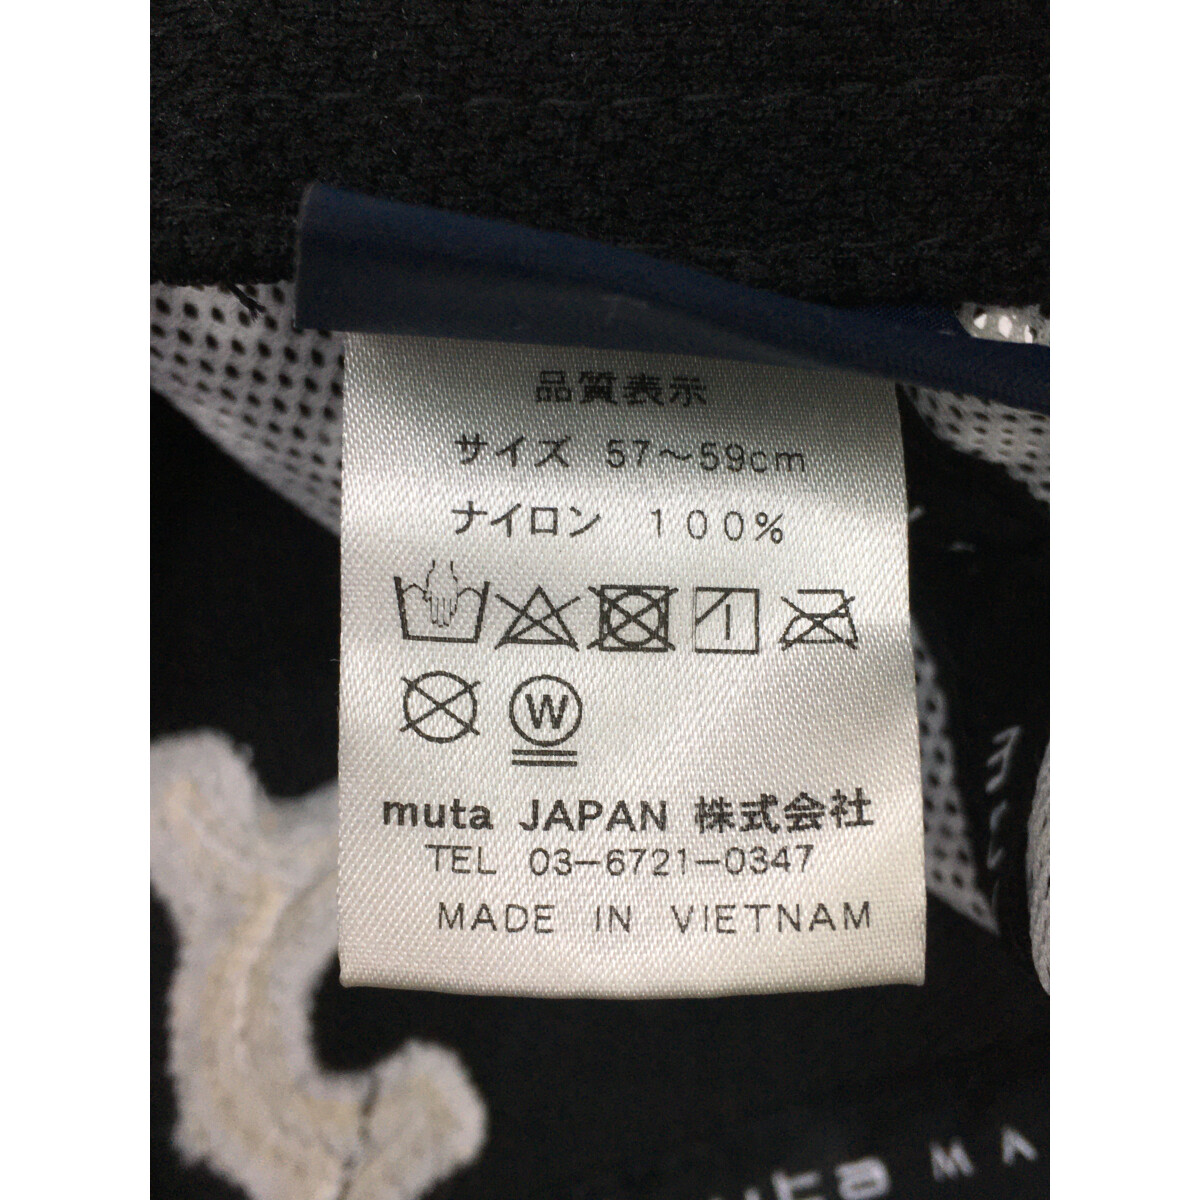 品質表示
サイズ 57～59cm
ナイロン 100%
W
muta JAPAN 株式会社
TEL 03-6721-0347
MADE IN VIETNAM